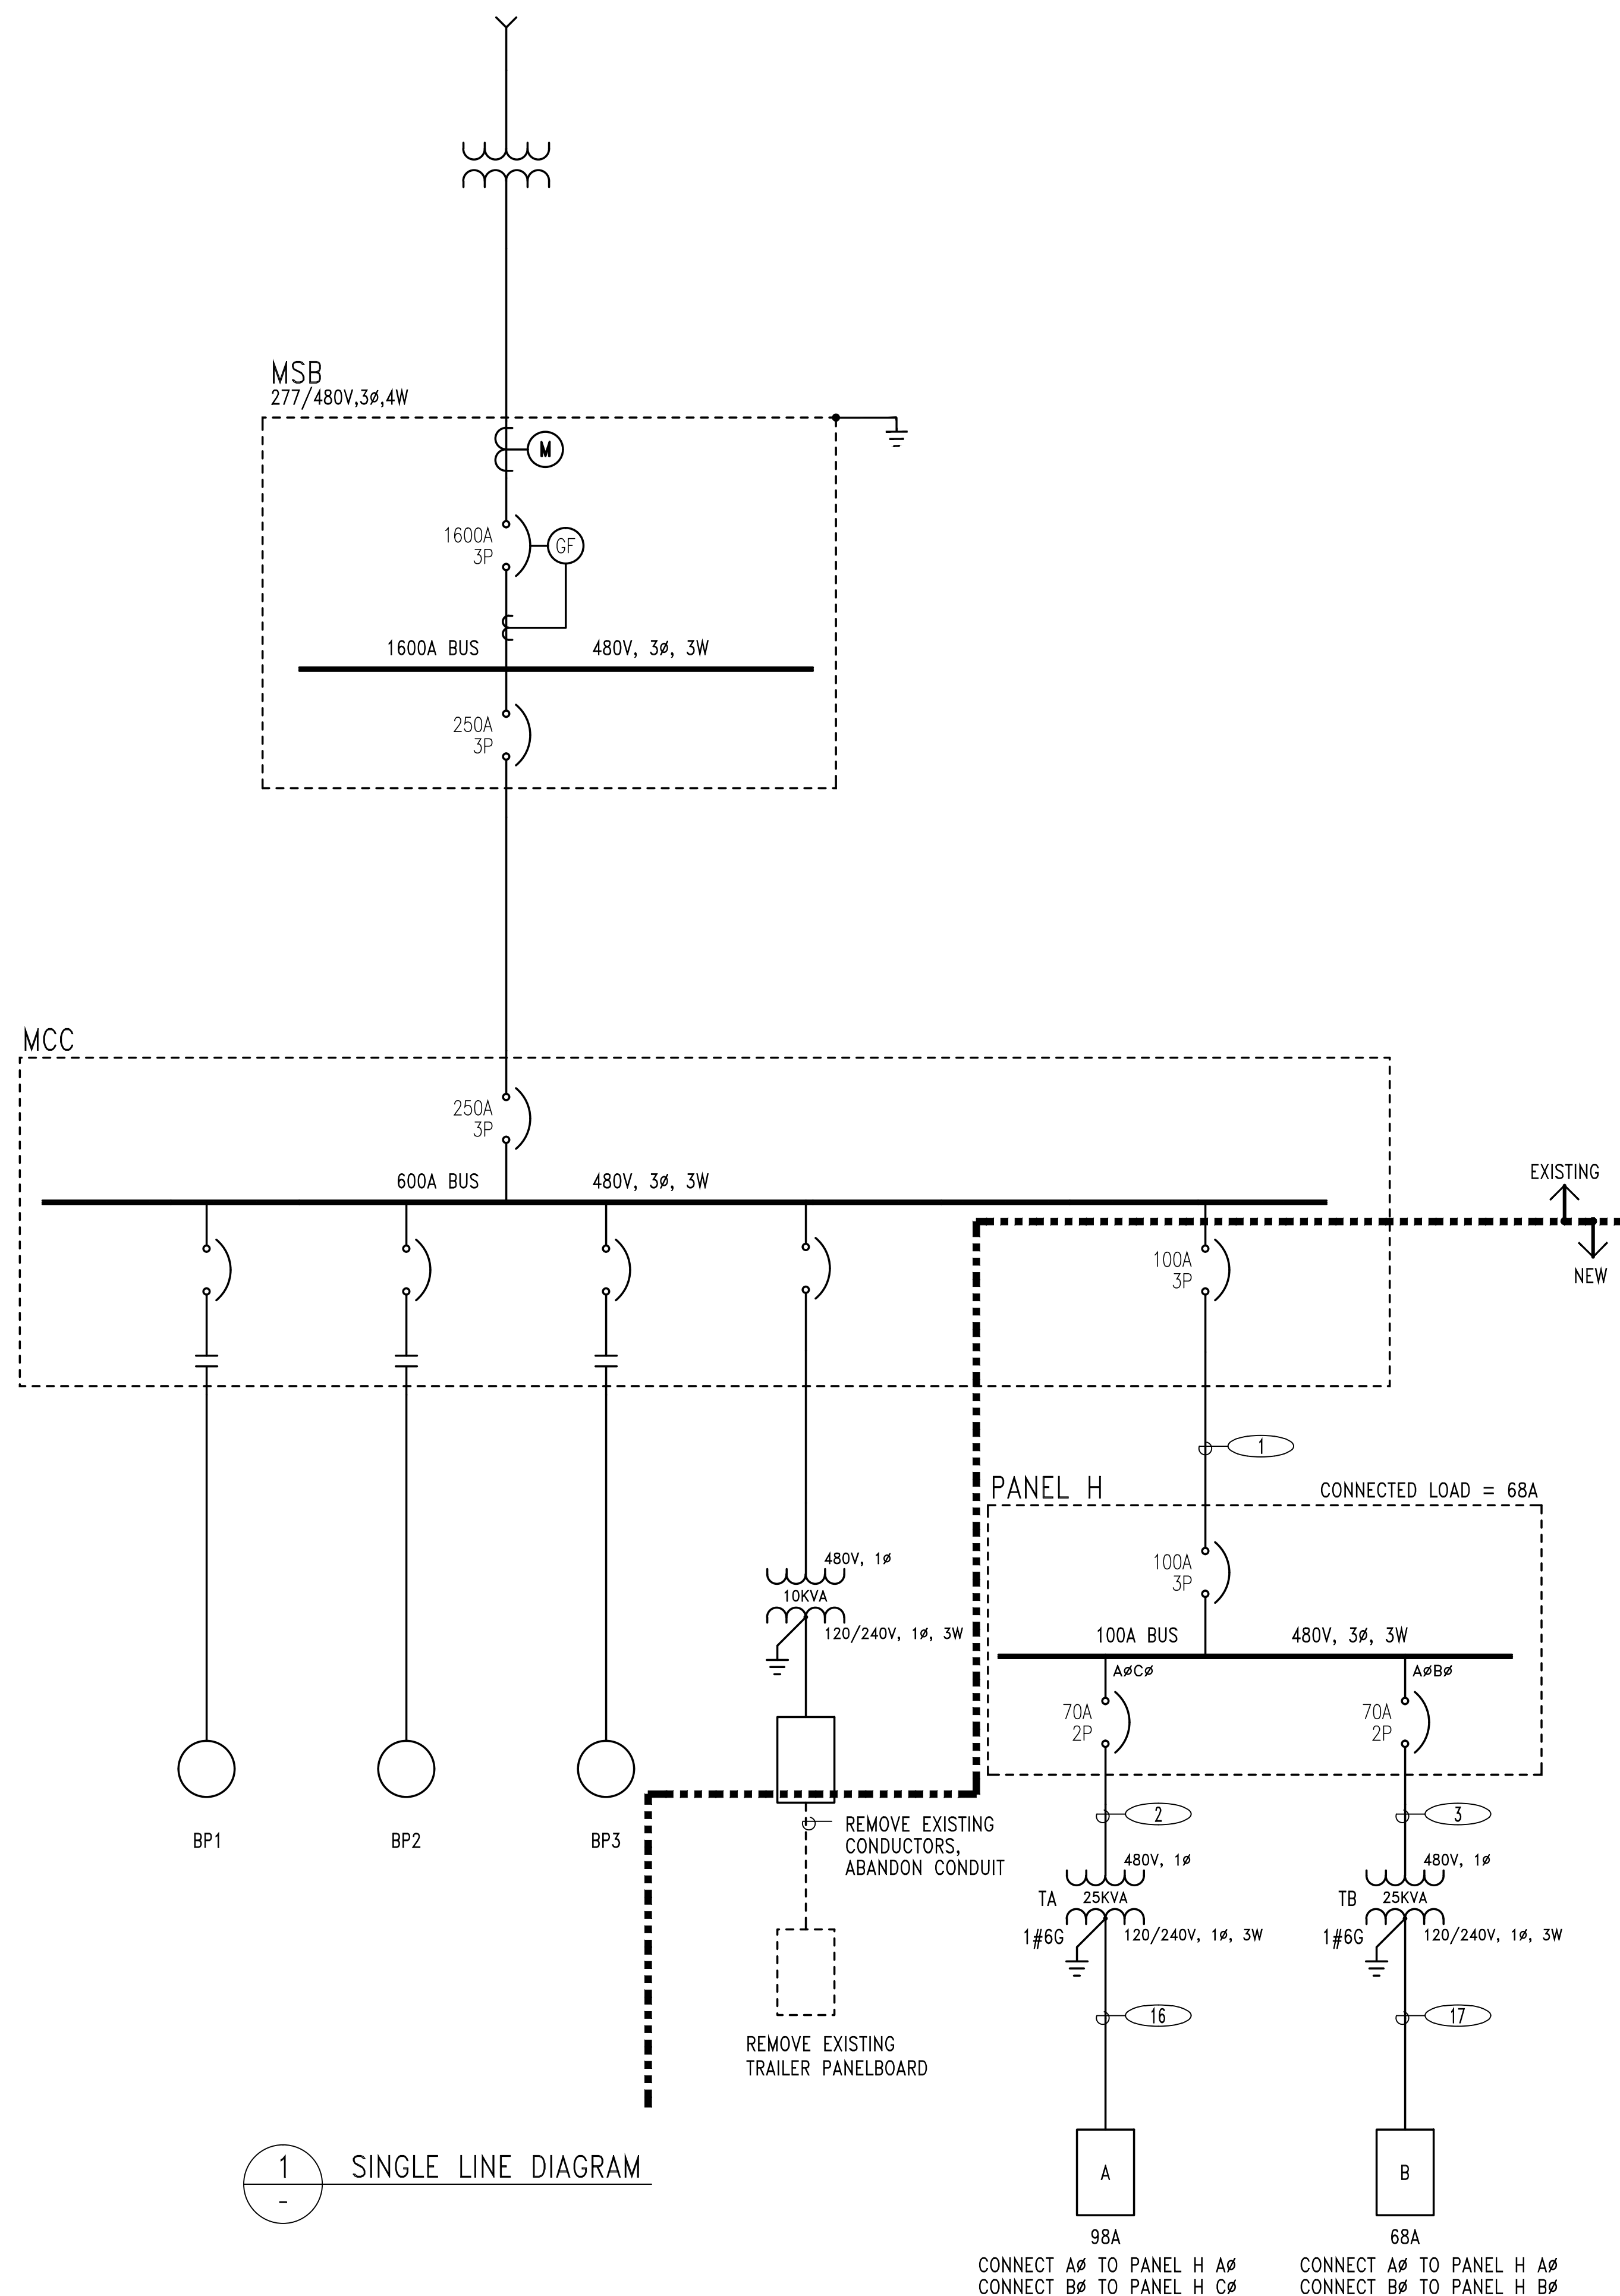 MSB
277/480V,3ø,4W
M
1600A
3P
GF
1600A BUS
480V, 3ø, 3W
250A
3P
MCC
250A
3P
600A BUS
480V, 3ø, 3W
EXISTING
NEW
100A
3P
1
PANEL H
CONNECTED LOAD = 68A
480V, 1ø
10KVA
120/240V, 1ø, 3W
100A
3P
100A BUS
480V, 3ø, 3W
AøCø
AøBø
70A
2P
70A
2P
BP1
BP2
BP3
REMOVE EXISTING
CONDUCTORS,
ABANDON CONDUIT
2
3
480V, 1ø
TA
25KVA
1#6G
120/240V, 1ø, 3W
480V, 1ø
TB
25KVA
1#6G
120/240V, 1ø, 3W
16
17
REMOVE EXISTING
TRAILER PANELBOARD
1
-
SINGLE LINE DIAGRAM
A
98A
CONNECT Aø TO PANEL H Aø
CONNECT Bø TO PANEL H Cø
B
68A
CONNECT Aø TO PANEL H Aø
CONNECT Bø TO PANEL H Bø